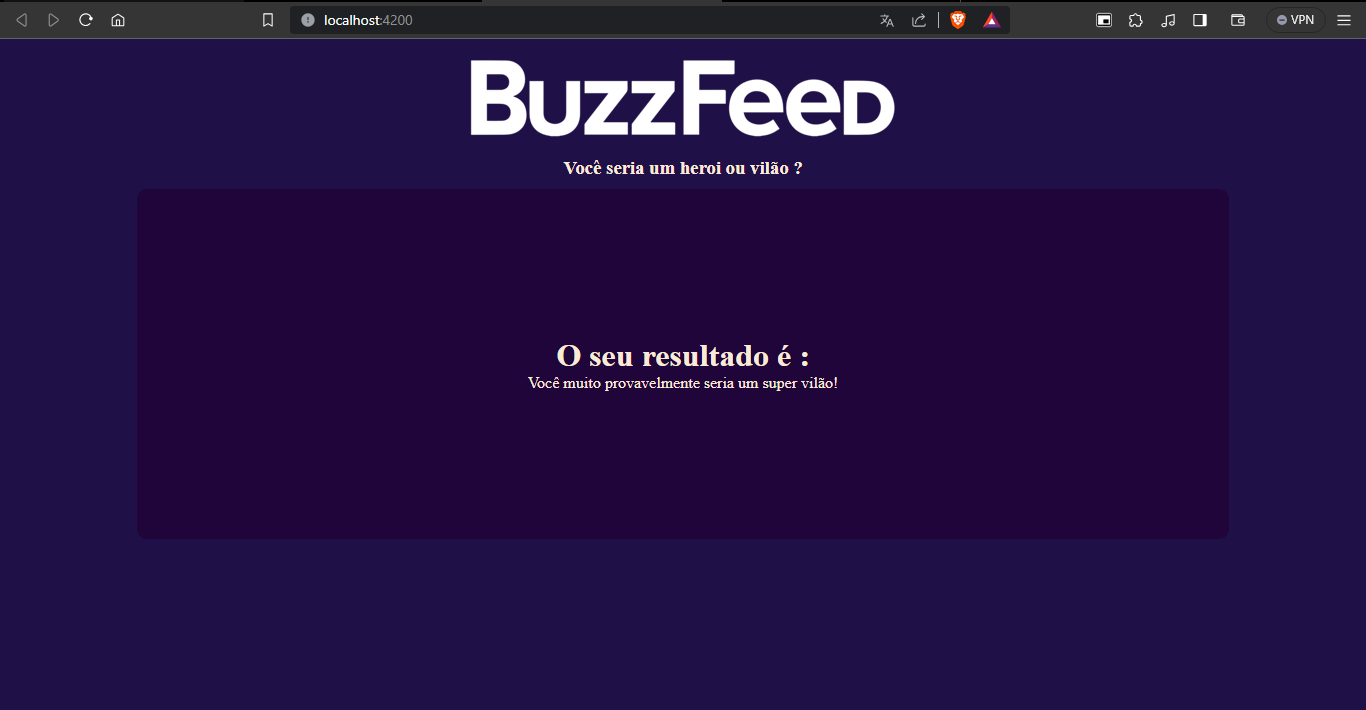 localhost:4200
VPN
BuzzFeed
Você seria um heroi ou vilão ?
O seu resultado é :
Você muito provavelmente seria um super vilão!